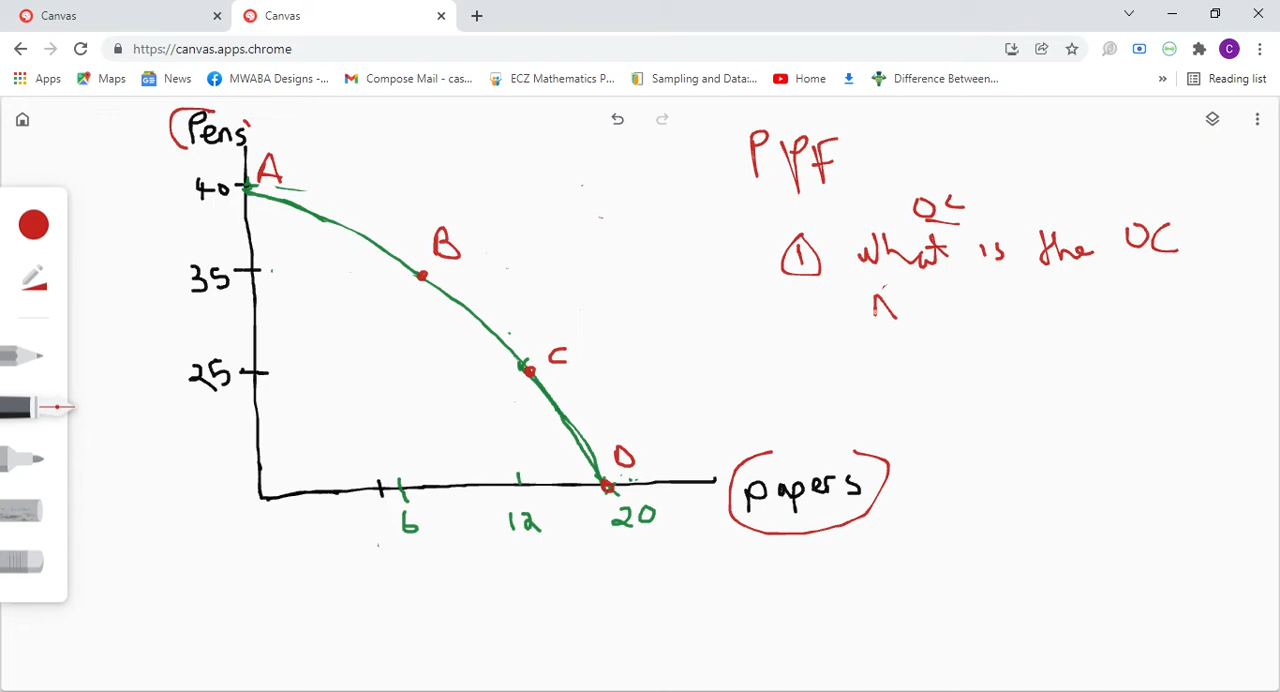 Canvas
Canvas
https://canvas.apps.chrome
C
Apps
Maps
News
MWABA Designs -...
Compose Mail - cas...
ECZ Mathematics P...
Sampling and Data:...
Home
Difference Between...
»
Reading list
Pens
PPF
A
40
OC
① What is the OC
B
35
C
25
D
papers
6
12
20